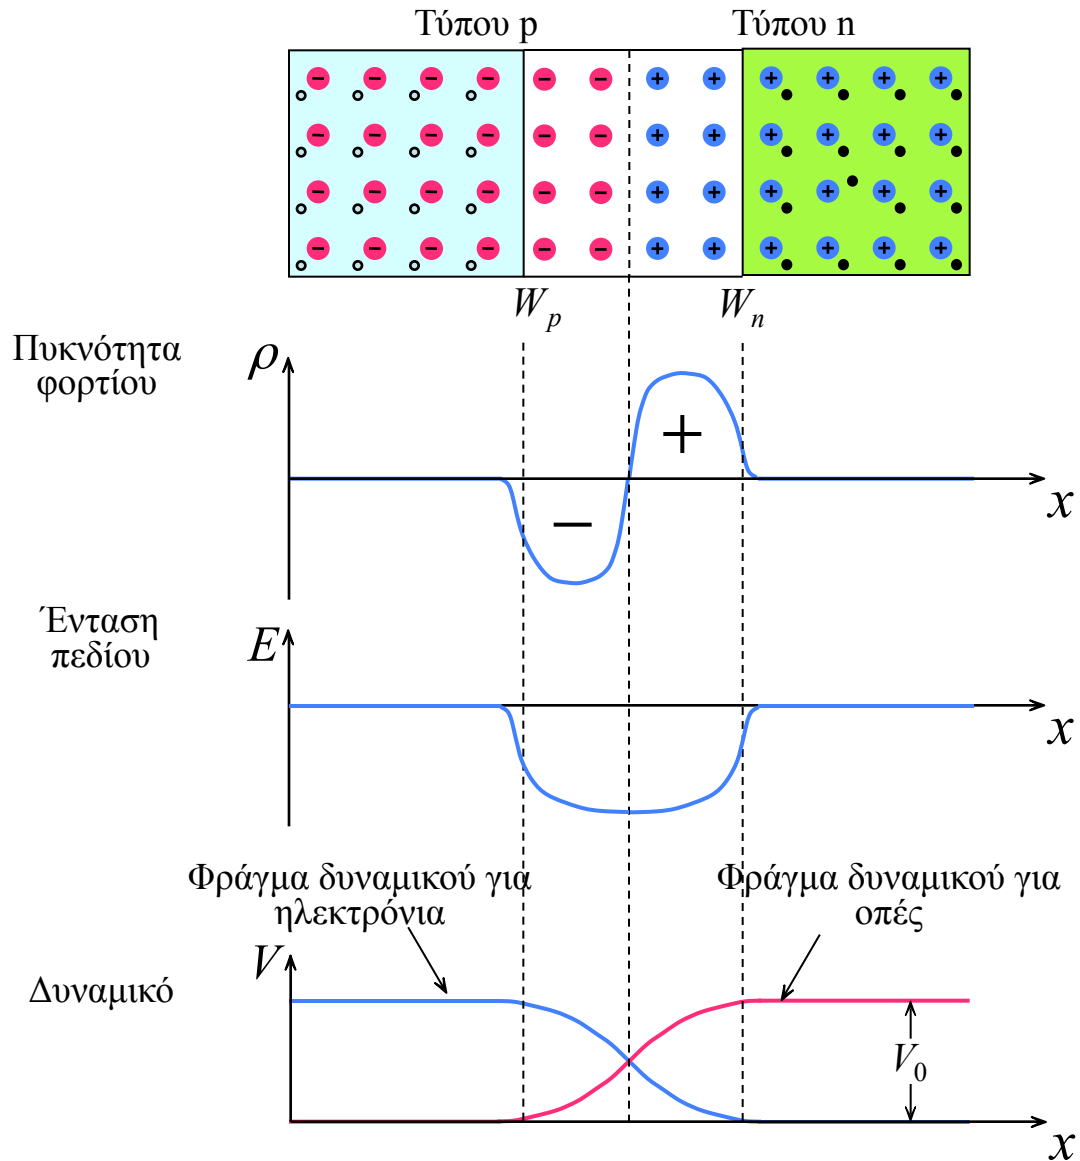 Τύπου p
Τύπου n
W_p
W_n
Πυκνότητα
φορτίου
ρ
+
−
x
Ένταση
πεδίου
E
x
Φράγμα δυναμικού για
ηλεκτρόνια
Φράγμα δυναμικού για
οπές
V
Δυναμικό
V_0
x